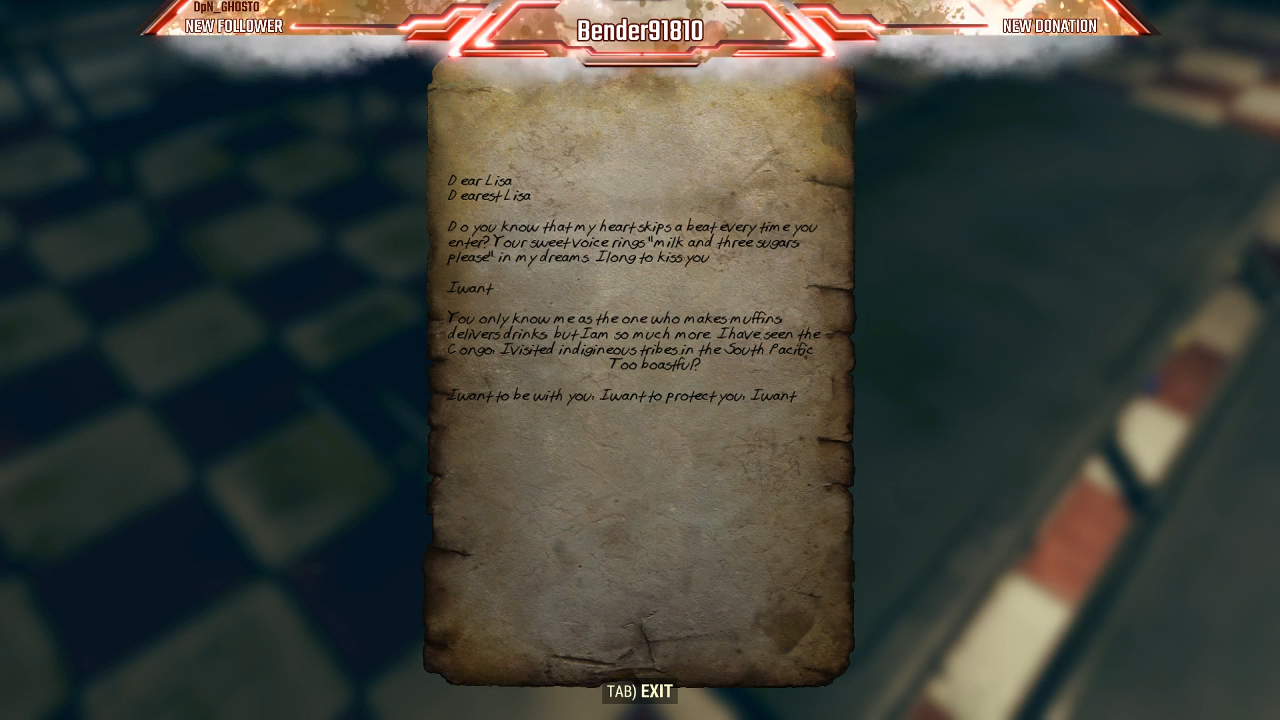 DpN_GHOST0
NEW FOLLOWER
Bender91810
NEW DONATION
Dear Lisa
Dearest Lisa
Do you know that my heart skips a beat every time you
enter? Your sweet voice rings "milk and three sugars
please" in my dreams. I long to kiss you
I want
You only know me as the one who makes muffins
delivers drinks, but I am so much more. I have seen the
Congo; I visited indigineous tribes in the South Pacific
Too boastful?
I want to be with you; I want to protect you; I want
TAB) EXIT